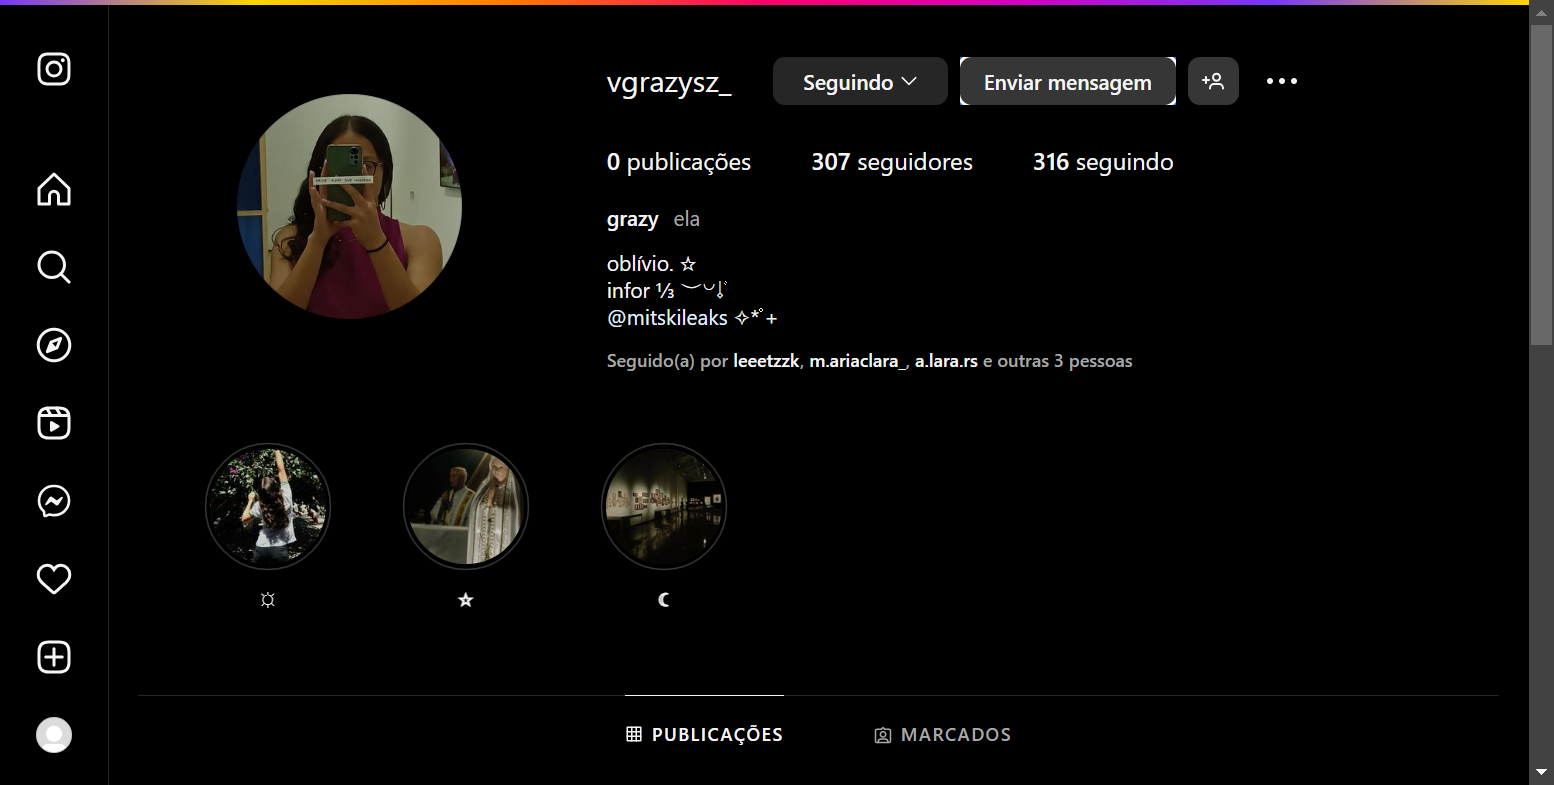 vgrazysz_
Seguindo
Enviar mensagem
0 publicações
307 seguidores
316 seguindo
grazy ela
oblívio. ☆
infor ⅓
@mitskileaks ✧*˚+
Seguido(a) por leeetzzk, m.ariaclara_, a.lara.rs e outras 3 pessoas
PUBLICAÇÕES
MARCADOS